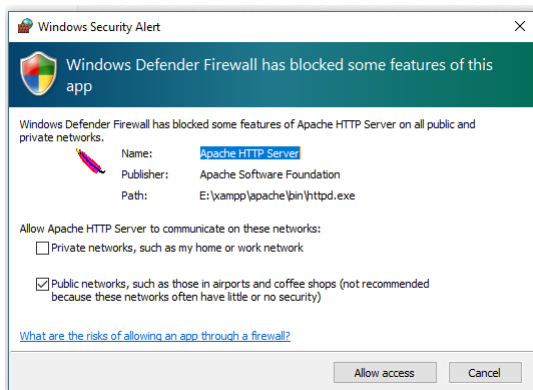 Windows Security Alert
Windows Defender Firewall has blocked some features of this
app
Windows Defender Firewall has blocked some features of Apache HTTP Server on all public and
private networks.
Name: Apache HTTP Server
Publisher: Apache Software Foundation
Path: E:\xampp\apache\bin\httpd.exe
Allow Apache HTTP Server to communicate on these networks:
Private networks, such as my home or work network
Public networks, such as those in airports and coffee shops (not recommended
because these networks often have little or no security)
What are the risks of allowing an app through a firewall?
Allow access Cancel